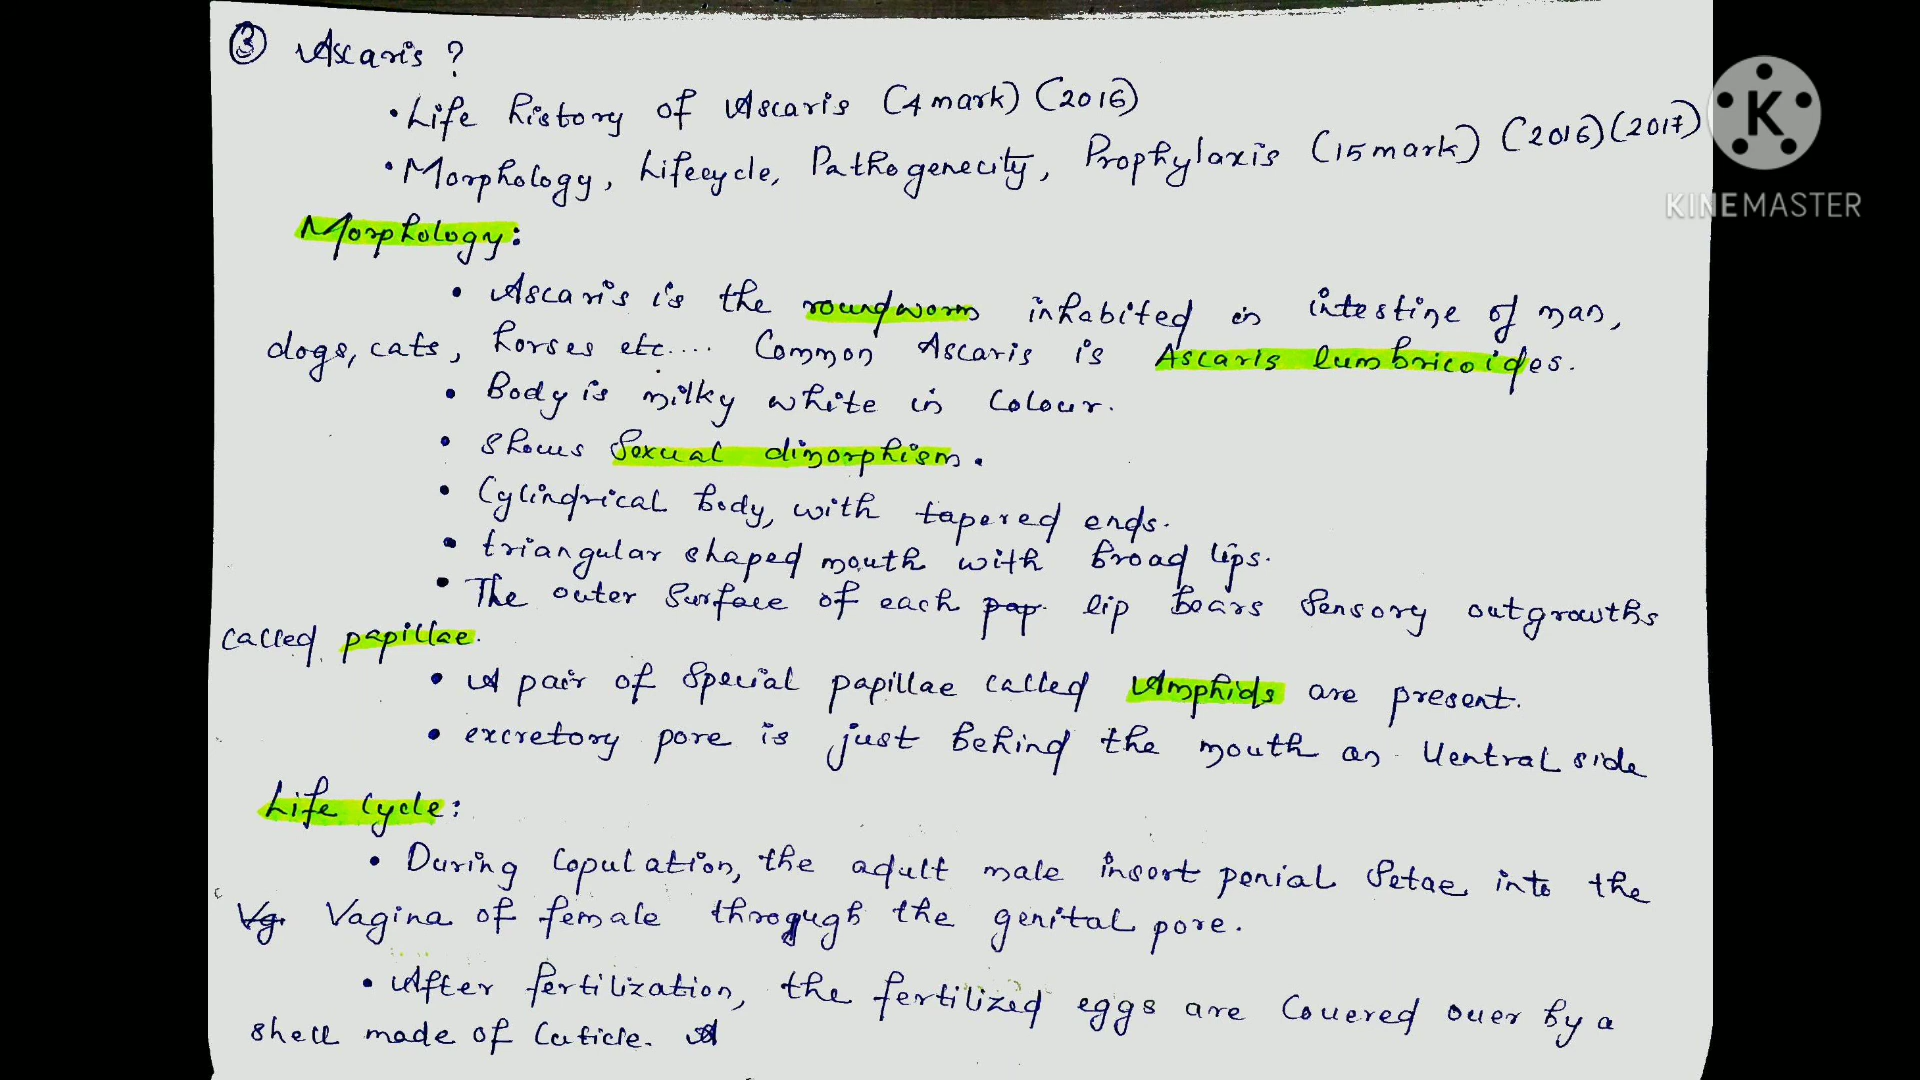 ③ Ascaris ?
• Life history of Ascaris (4 mark) (2016)
• Morphology, Lifecycle, Pathogenecity, Prophylaxis (15 mark) (2016) (2017)
K
KINEMASTER
Morphology:
• Ascaris is the roundworm inhabited in intestine of man,
dogs, cats, horses etc.... Common Ascaris is Ascaris lumbricoides.
• Body is milky white in colour.
• Shows Sexual dimorphism.
• Cylindrical body, with tapered ends.
• triangular shaped mouth with broad lips.
• The outer surface of each pap lip bears sensory outgrowths
called papillae.
• A pair of special papillae called Amphids are present.
• excretory pore is just behind the mouth on ventral side
Life Cycle:
• During Copulation, the adult male insert penial setae into the
Vg. Vagina of female through the genital pore.
• After fertilization, the fertilized eggs are covered over by a
shell made of Cuticle. A